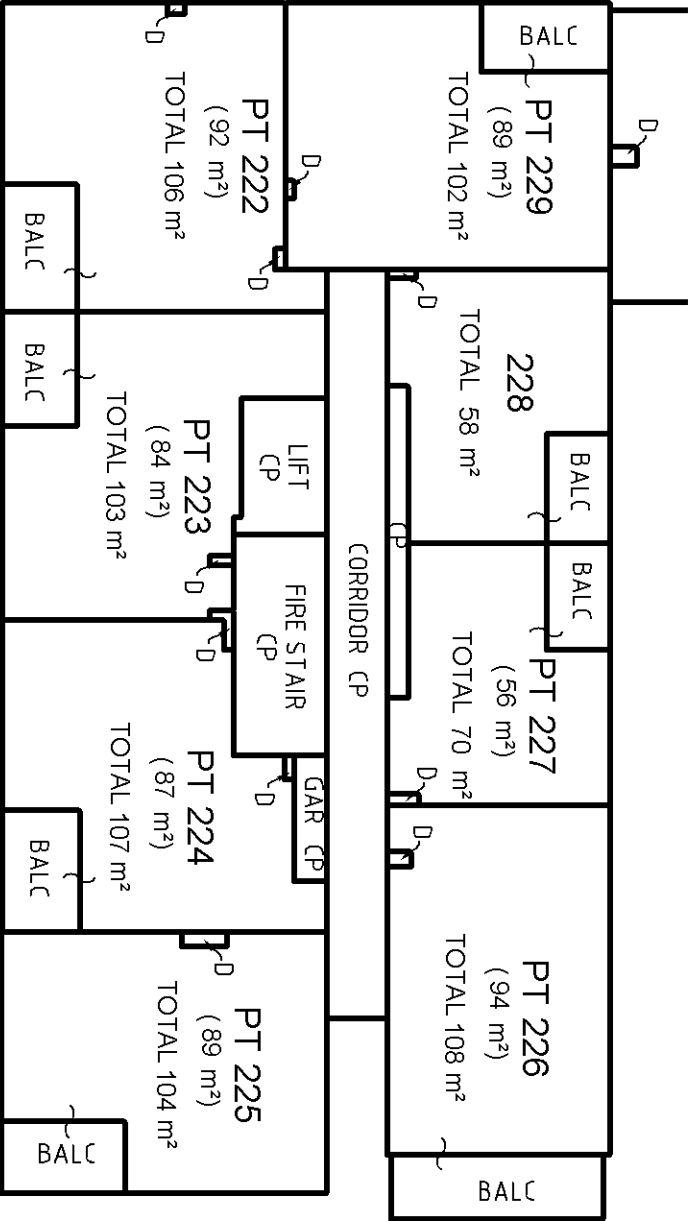 BALC
D
D
PT 229
(89 m²)
TOTAL 102 m²
PT 222
(92 m²)
TOTAL 106 m²
D
D
D
BALC
228
TOTAL 58 m²
BALC
BALC
PT 223
(84 m²)
TOTAL 103 m²
LIFT
CP
CP
D
FIRE STAIR
CP
CORRIDOR CP
BALC
D
PT 227
(56 m²)
TOTAL 70 m²
D
D
GAR CP
PT 224
(87 m²)
TOTAL 107 m²
BALC
D
D
PT 226
(94 m²)
TOTAL 108 m²
PT 225
(89 m²)
TOTAL 104 m²
BALC
BALC